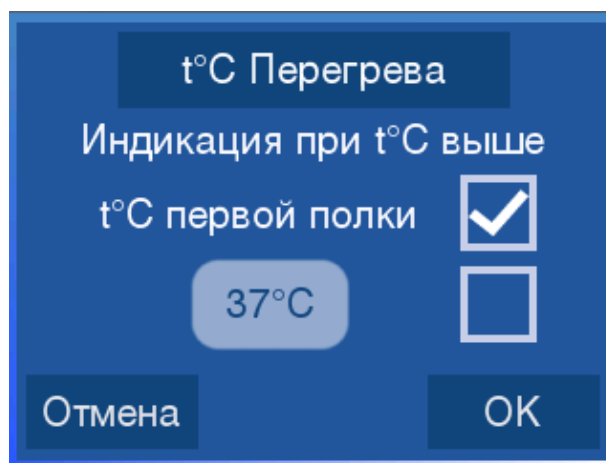 t°C Перегрева
Индикация при t°C выше
t°C первой полки
37°C
Отмена
OK